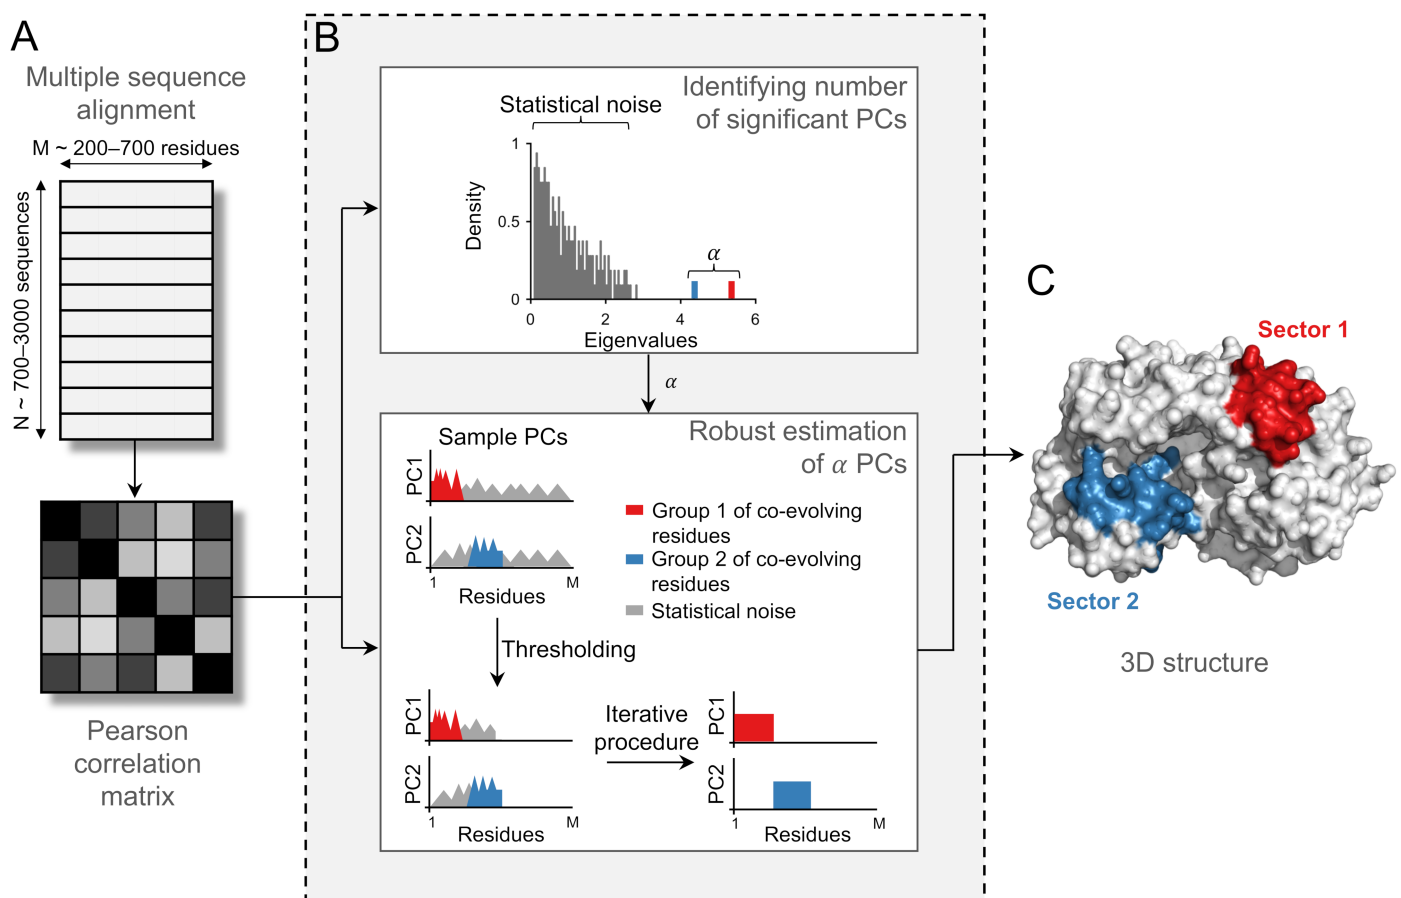 A
Multiple sequence
alignment
M ~ 200–700 residues
N ~ 700–3000 sequences
Pearson
correlation
matrix
B
Identifying number
of significant PCs
Statistical noise
Density
1
0.5
0
α
0 2 4 6
Eigenvalues
α
Robust estimation
of α PCs
Sample PCs
PC1
PC2
1 M
Residues
Group 1 of co-evolving
residues
Group 2 of co-evolving
residues
Statistical noise
Thresholding
PC1
PC2
1 M
Residues
Iterative
procedure
PC1
PC2
1 M
Residues
C
Sector 1
Sector 2
3D structure